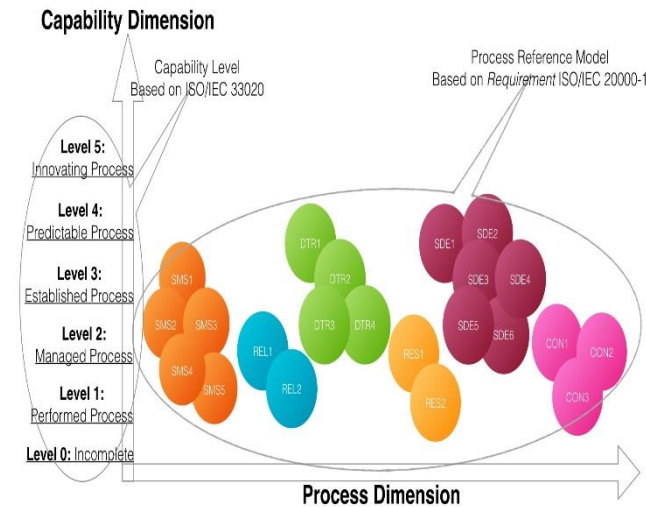 Capability Dimension
Capability Level
Based on ISO/IEC 33020
Process Reference Model
Based on Requirement ISO/IEC 20000-1
Level 5:
Innovating Process
Level 4:
Predictable Process
Level 3:
Established Process
Level 2:
Managed Process
Level 1:
Performed Process
Level 0: Incomplete
SMS1
SMS2
SMS3
SMS4
SMS5
REL1
REL2
DTR1
DTR2
DTR3
DTR4
RES1
RES2
SDE1
SDE2
SDE3
SDE4
SDE5
SDE6
CON1
CON2
CON3
Process Dimension